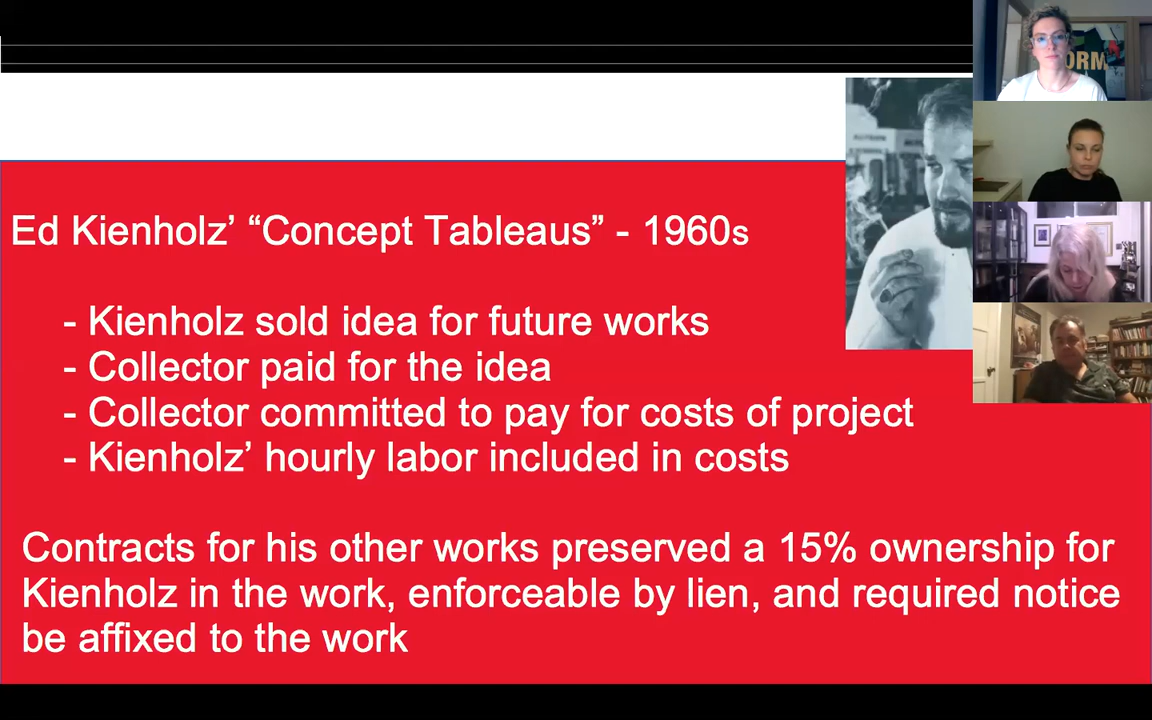 Ed Kienholz’ “Concept Tableaus” - 1960s
- Kienholz sold idea for future works
- Collector paid for the idea
- Collector committed to pay for costs of project
- Kienholz’ hourly labor included in costs
Contracts for his other works preserved a 15% ownership for
Kienholz in the work, enforceable by lien, and required notice
be affixed to the work
ORM